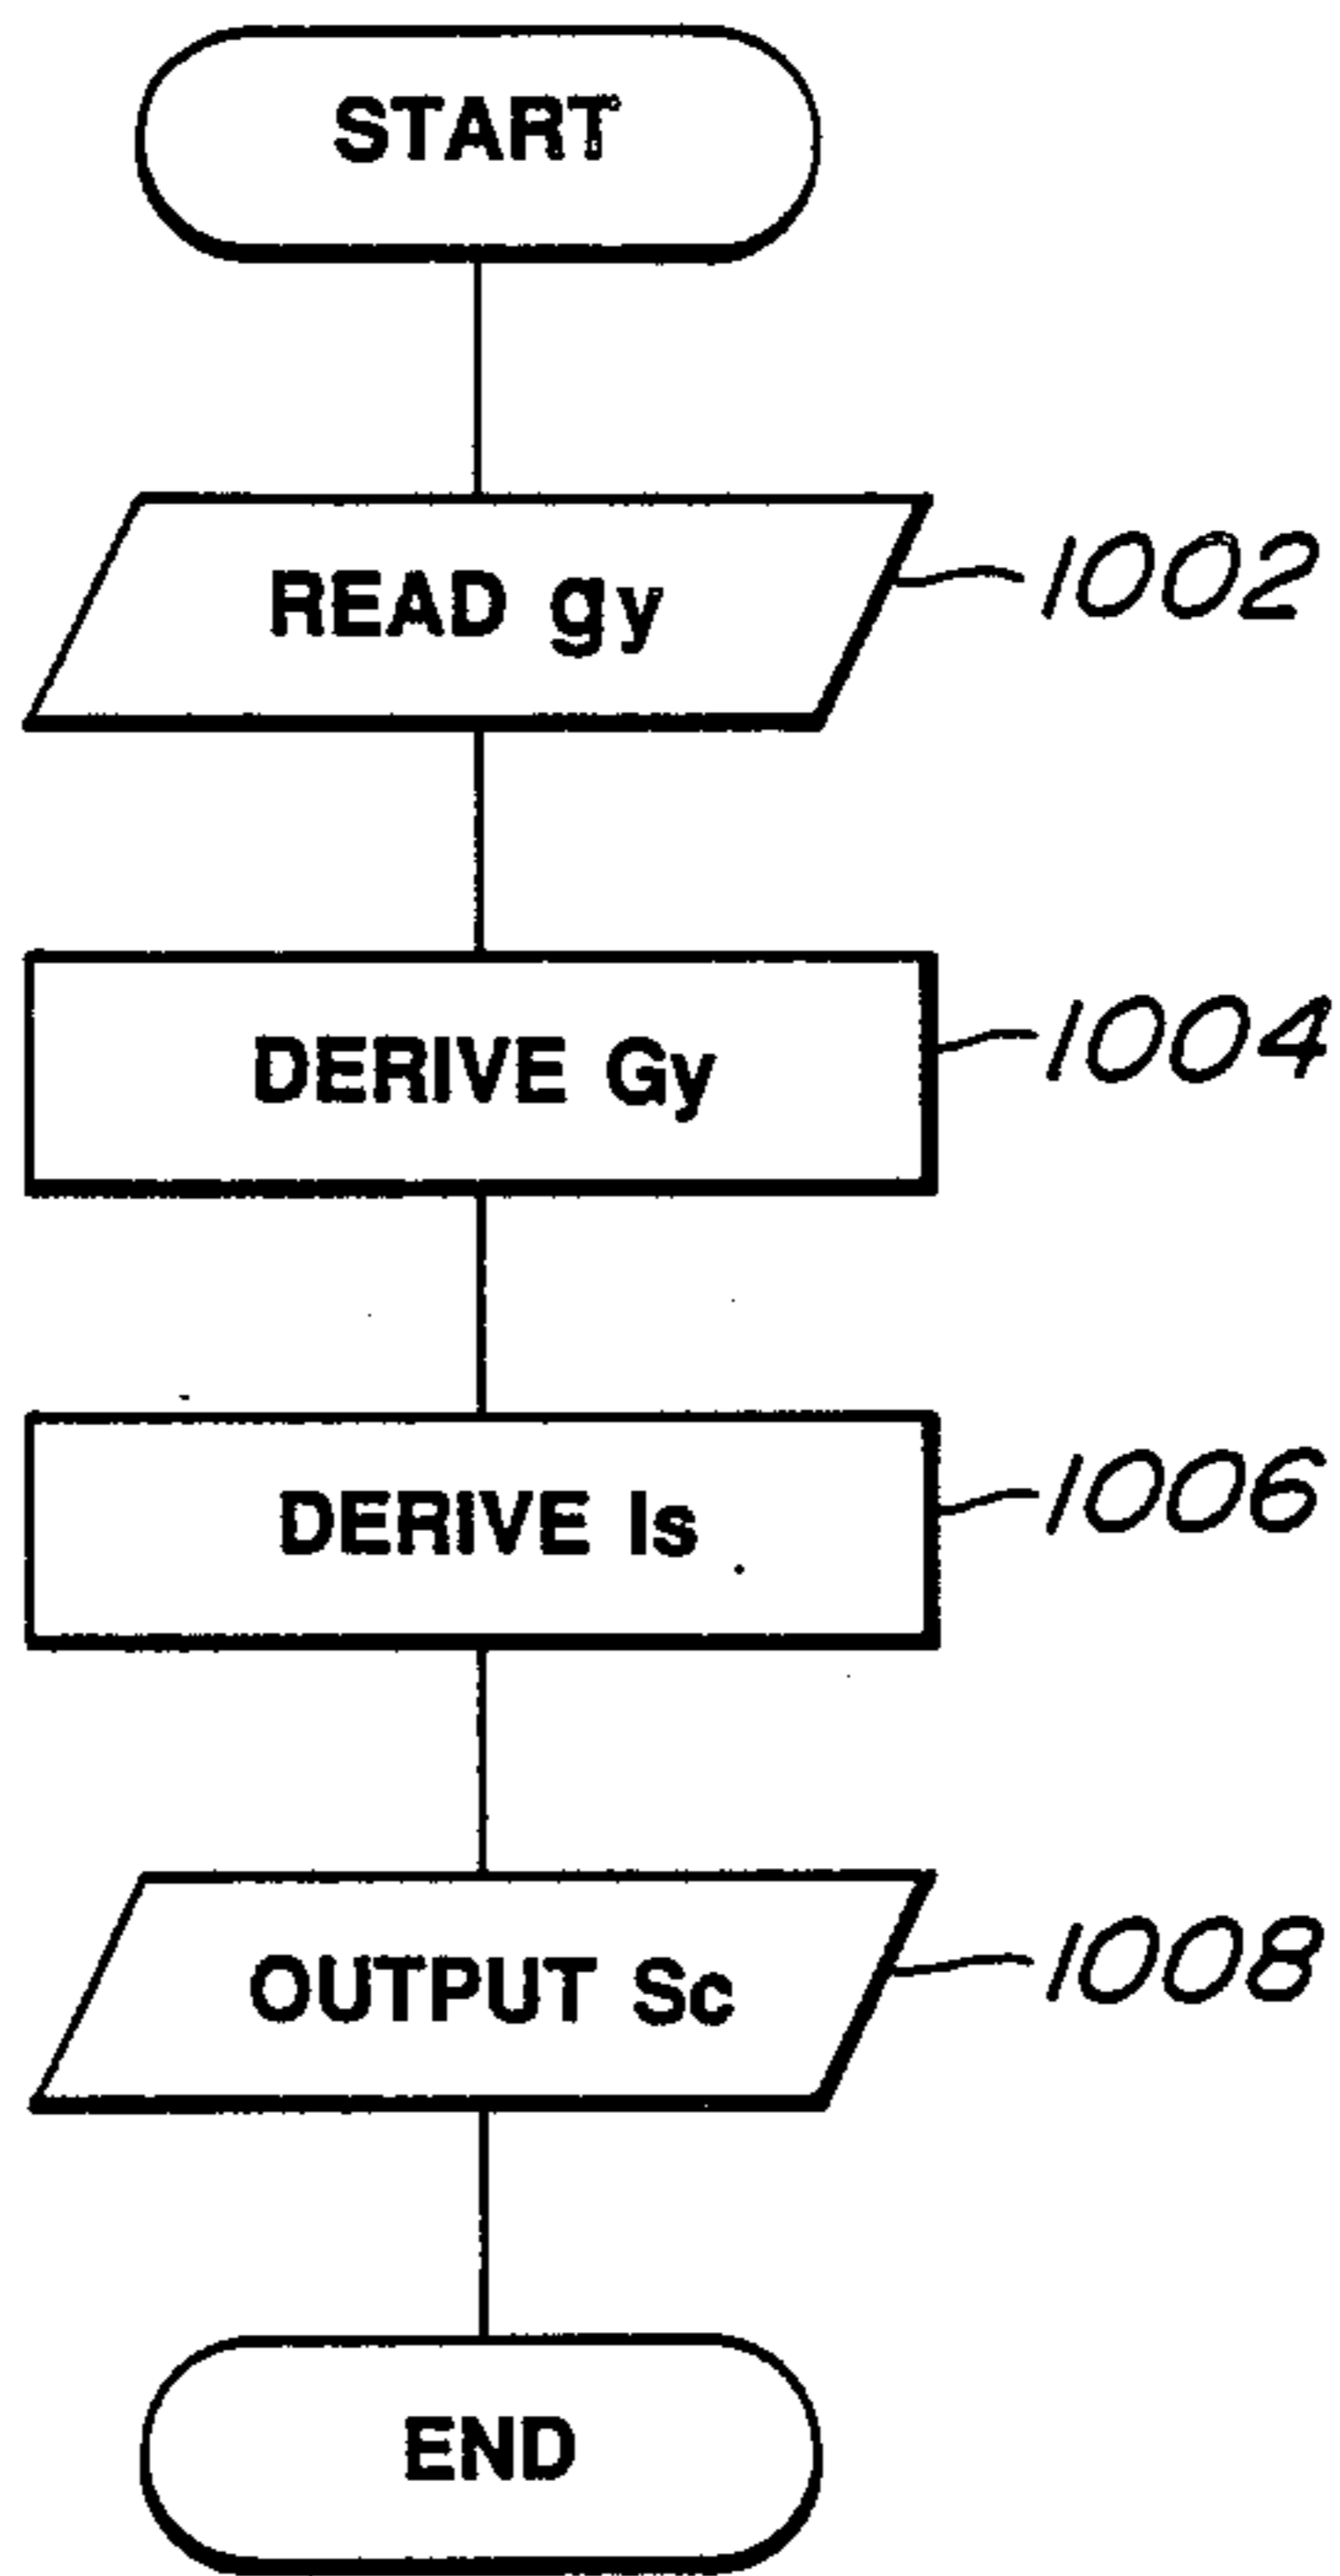 START
READ gy
1002
DERIVE Gy
1004
DERIVE Is
1006
OUTPUT Sc
1008
END